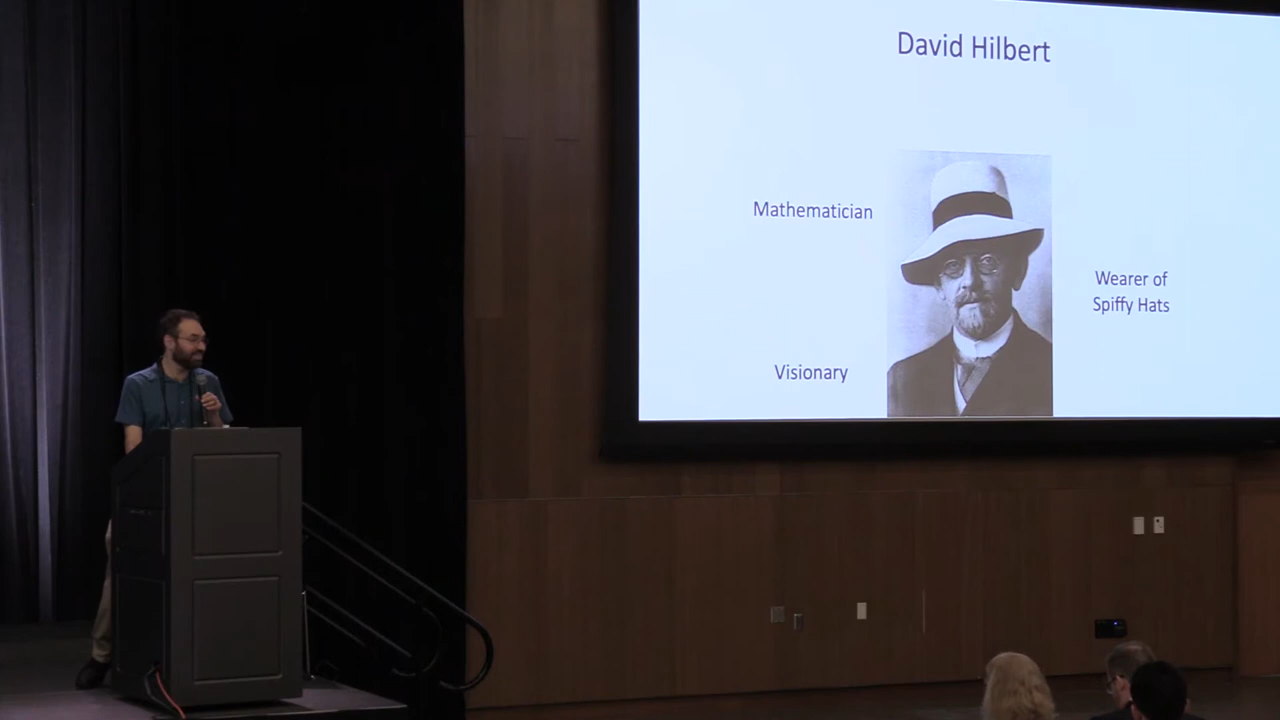 David Hilbert
Mathematician
Wearer of
Spiffy Hats
Visionary